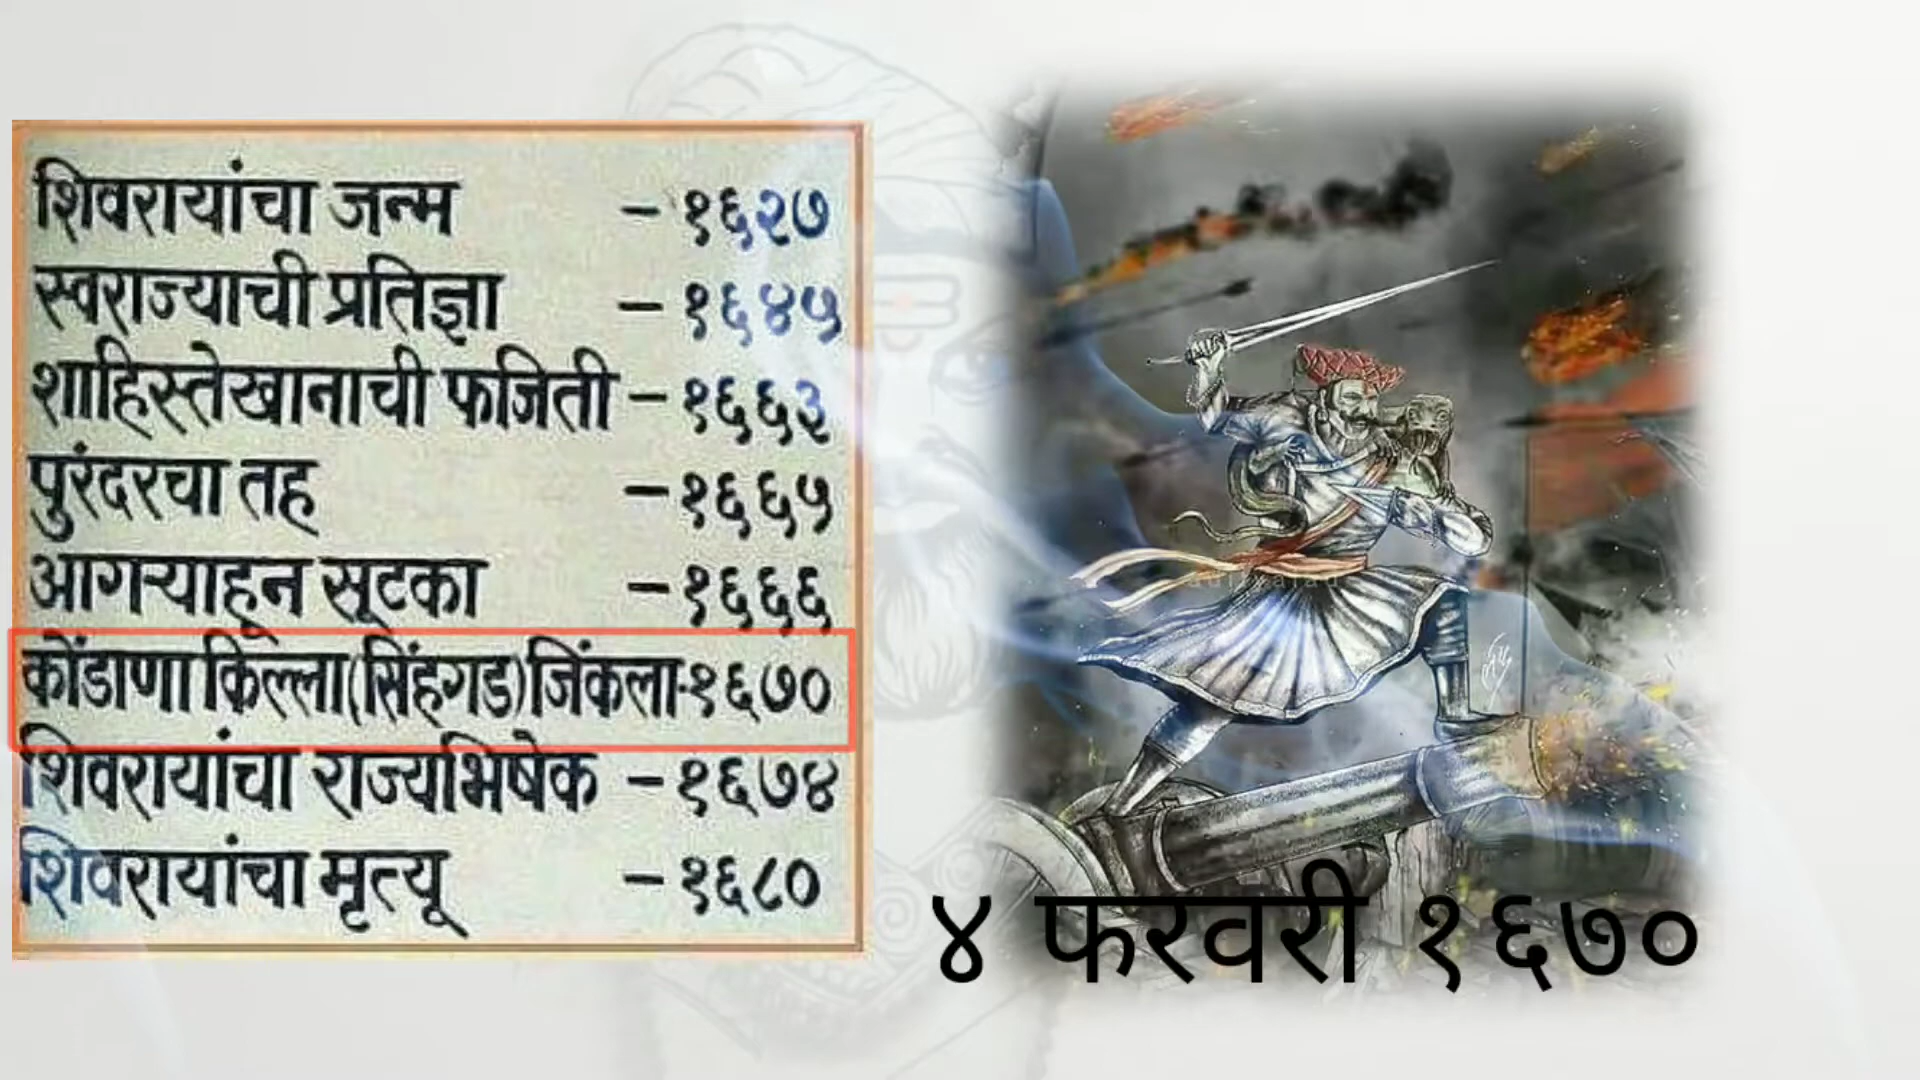 शिवरायांचा जन्म - १६२७
स्वराज्याची प्रतिज्ञा - १६४५
शाहिस्तेखानाची फजिती - १६६३
पुरंदरचा तह - १६६५
आगऱ्याहून सूटका - १६६६
कोंडाणा किल्ला(सिंहगड)जिंकला-१६७०
शिवरायांचा राज्यभिषेक - १६७४
शिवरायांचा मृत्यू - १६८०
४ फरवरी १६७०